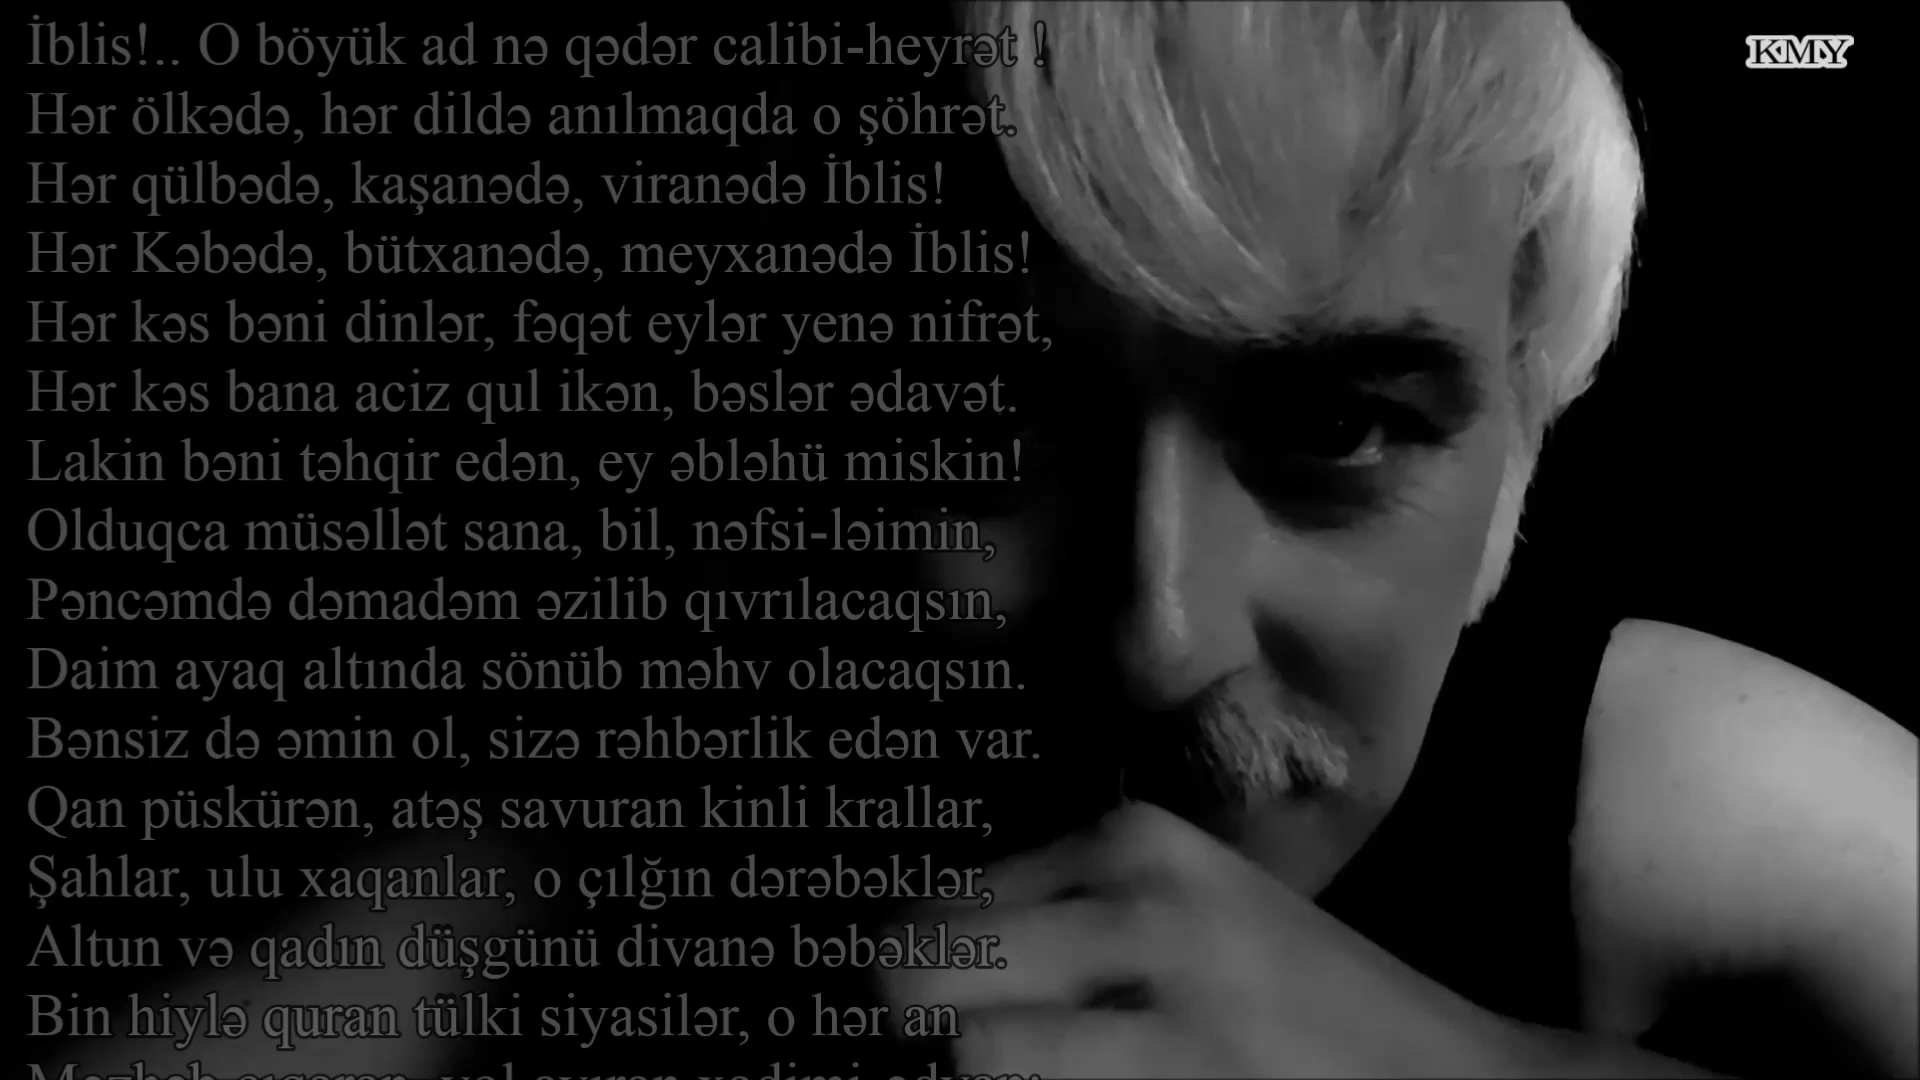 İblis!.. O böyük ad nə qədər calibi-heyrət !
Hər ölkədə, hər dildə anılmaqda o şöhrət.
Hər qülbədə, kaşanədə, viranədə İblis!
Hər Kəbədə, bütxanədə, meyxanədə İblis!
Hər kəs bəni dinlər, fəqət eylər yenə nifrət,
Hər kəs bana aciz qul ikən, bəslər ədavət.
Lakin bəni təhqir edən, ey əbləhü miskin!
Olduqca müsəllət sana, bil, nəfsi-ləimin,
Pəncəmdə dəmadəm əzilib qıvrılacaqsın,
Daim ayaq altında sönüb məhv olacaqsın.
Bənsiz də əmin ol, sizə rəhbərlik edən var.
Qan püskürən, atəş savuran kinli krallar,
Şahlar, ulu xaqanlar, o çılğın dərəbəklər,
Altun və qadın düşgünü divanə bəbəklər.
Bin hiylə quran tülki siyasilər, o hər an
KMY